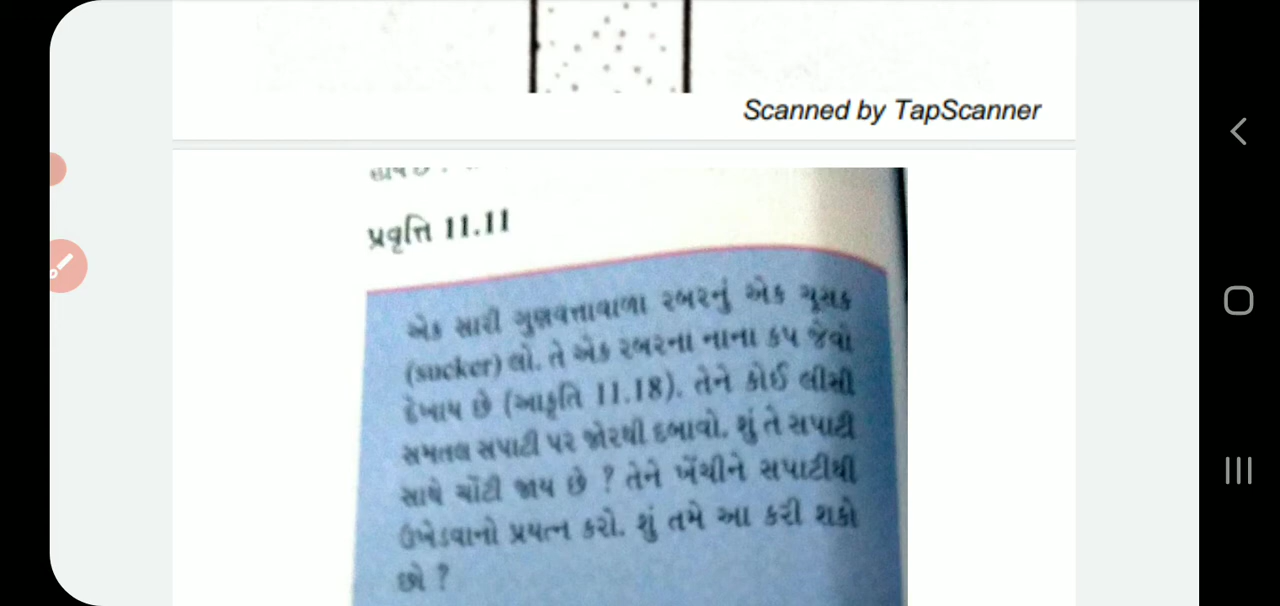 Scanned by TapScanner
પ્રવૃત્તિ 11.11
એક સારી ગુણવત્તાવાળા રબરનું એક ચૂસક
(sucker) લો. તે એક રબરના નાના કપ જેવો
દેખાય છે (આકૃતિ 11.18). તેને કોઈ લીસી
સમતલ સપાટી પર જોરથી દબાવો. શું તે સપાટી
સાથે ચોંટી જાય છે ? તેને ખેંચીને સપાટીથી
ઉખેડવાનો પ્રયત્ન કરો. શું તમે આ કરી શકો
છો ?